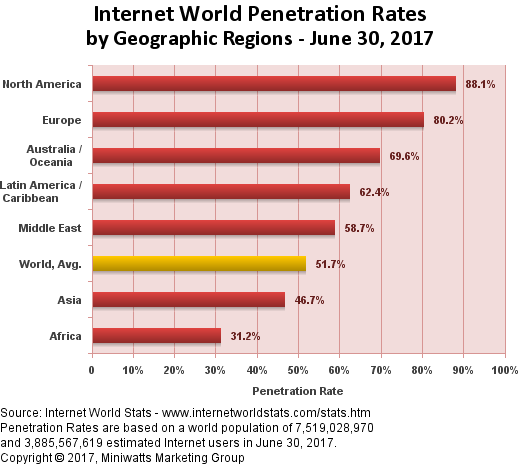 Internet World Penetration Rates
by Geographic Regions - June 30, 2017
North America
88.1%
Europe
80.2%
Australia /
Oceania
69.6%
Latin America /
Caribbean
62.4%
Middle East
58.7%
World, Avg.
51.7%
Asia
46.7%
Africa
31.2%
0 10% 20% 30% 40% 50% 60% 70% 80% 90% 100%
Penetration Rate
Source: Internet World Stats - www.internetworldstats.com/stats.htm
Penetration Rates are based on a world population of 7,519,028,970
and 3,885,567,619 estimated Internet users in June 30, 2017.
Copyright © 2017, Miniwatts Marketing Group